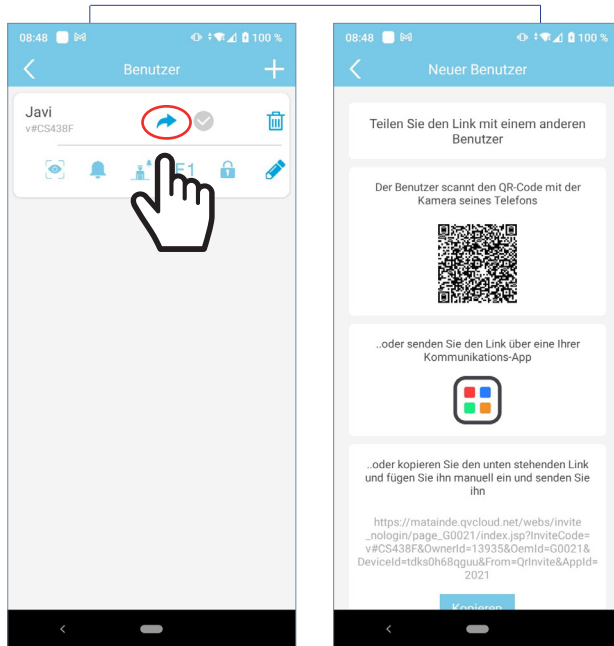 08:48
100 %
Benutzer
Javi
v#CS438F
F1
08:48
100 %
Neuer Benutzer
Teilen Sie den Link mit einem anderen
Benutzer
Der Benutzer scannt den QR-Code mit der
Kamera seines Telefons
..oder senden Sie den Link über eine Ihrer
Kommunikations-App
..oder kopieren Sie den unten stehenden Link
und fügen Sie ihn manuell ein und senden Sie
ihn
https://matainde.qvcloud.net/webs/invite
_nologin/page_G0021/index.jsp?InviteCode=
v#CS438F&OwnerId=13935&OemId=G0021&
DeviceId=tdks0h68qguu&From=QrInvite&AppId=
2021
Kopieren